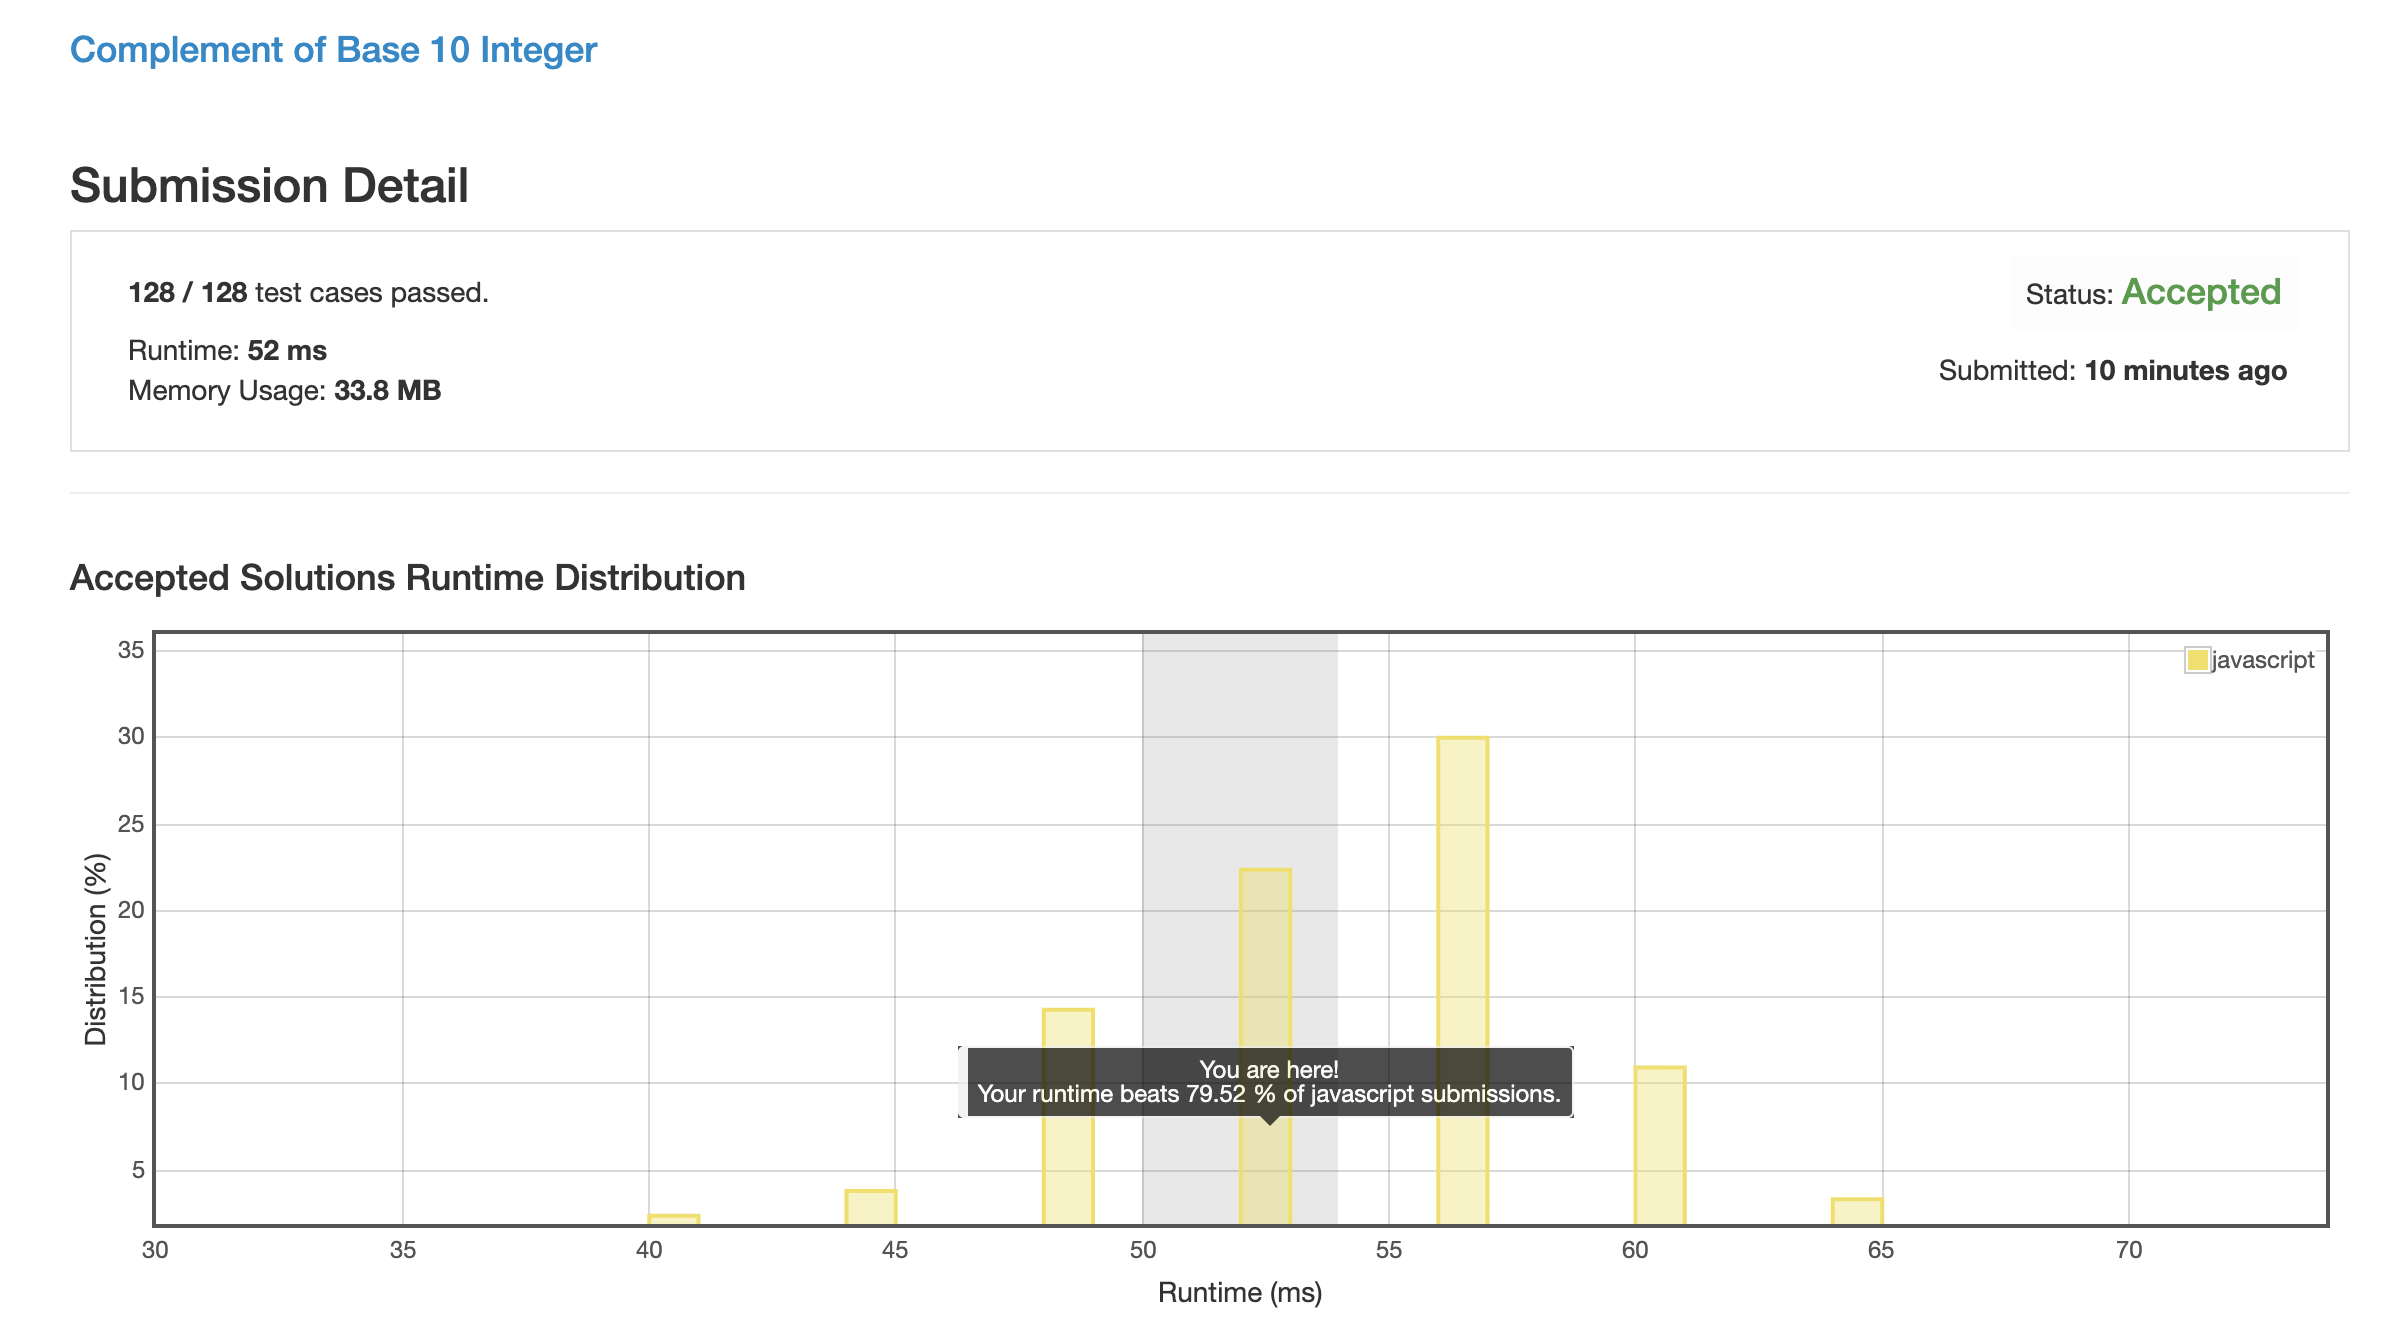 Complement of Base 10 Integer
Submission Detail
128 / 128 test cases passed.
Status: Accepted
Runtime: 52 ms
Submitted: 10 minutes ago
Memory Usage: 33.8 MB
Accepted Solutions Runtime Distribution
javascript
35
30
25
20
15
10
5
Distribution (%)
You are here!
Your runtime beats 79.52 % of javascript submissions.
30 35 40 45 50 55 60 65 70
Runtime (ms)